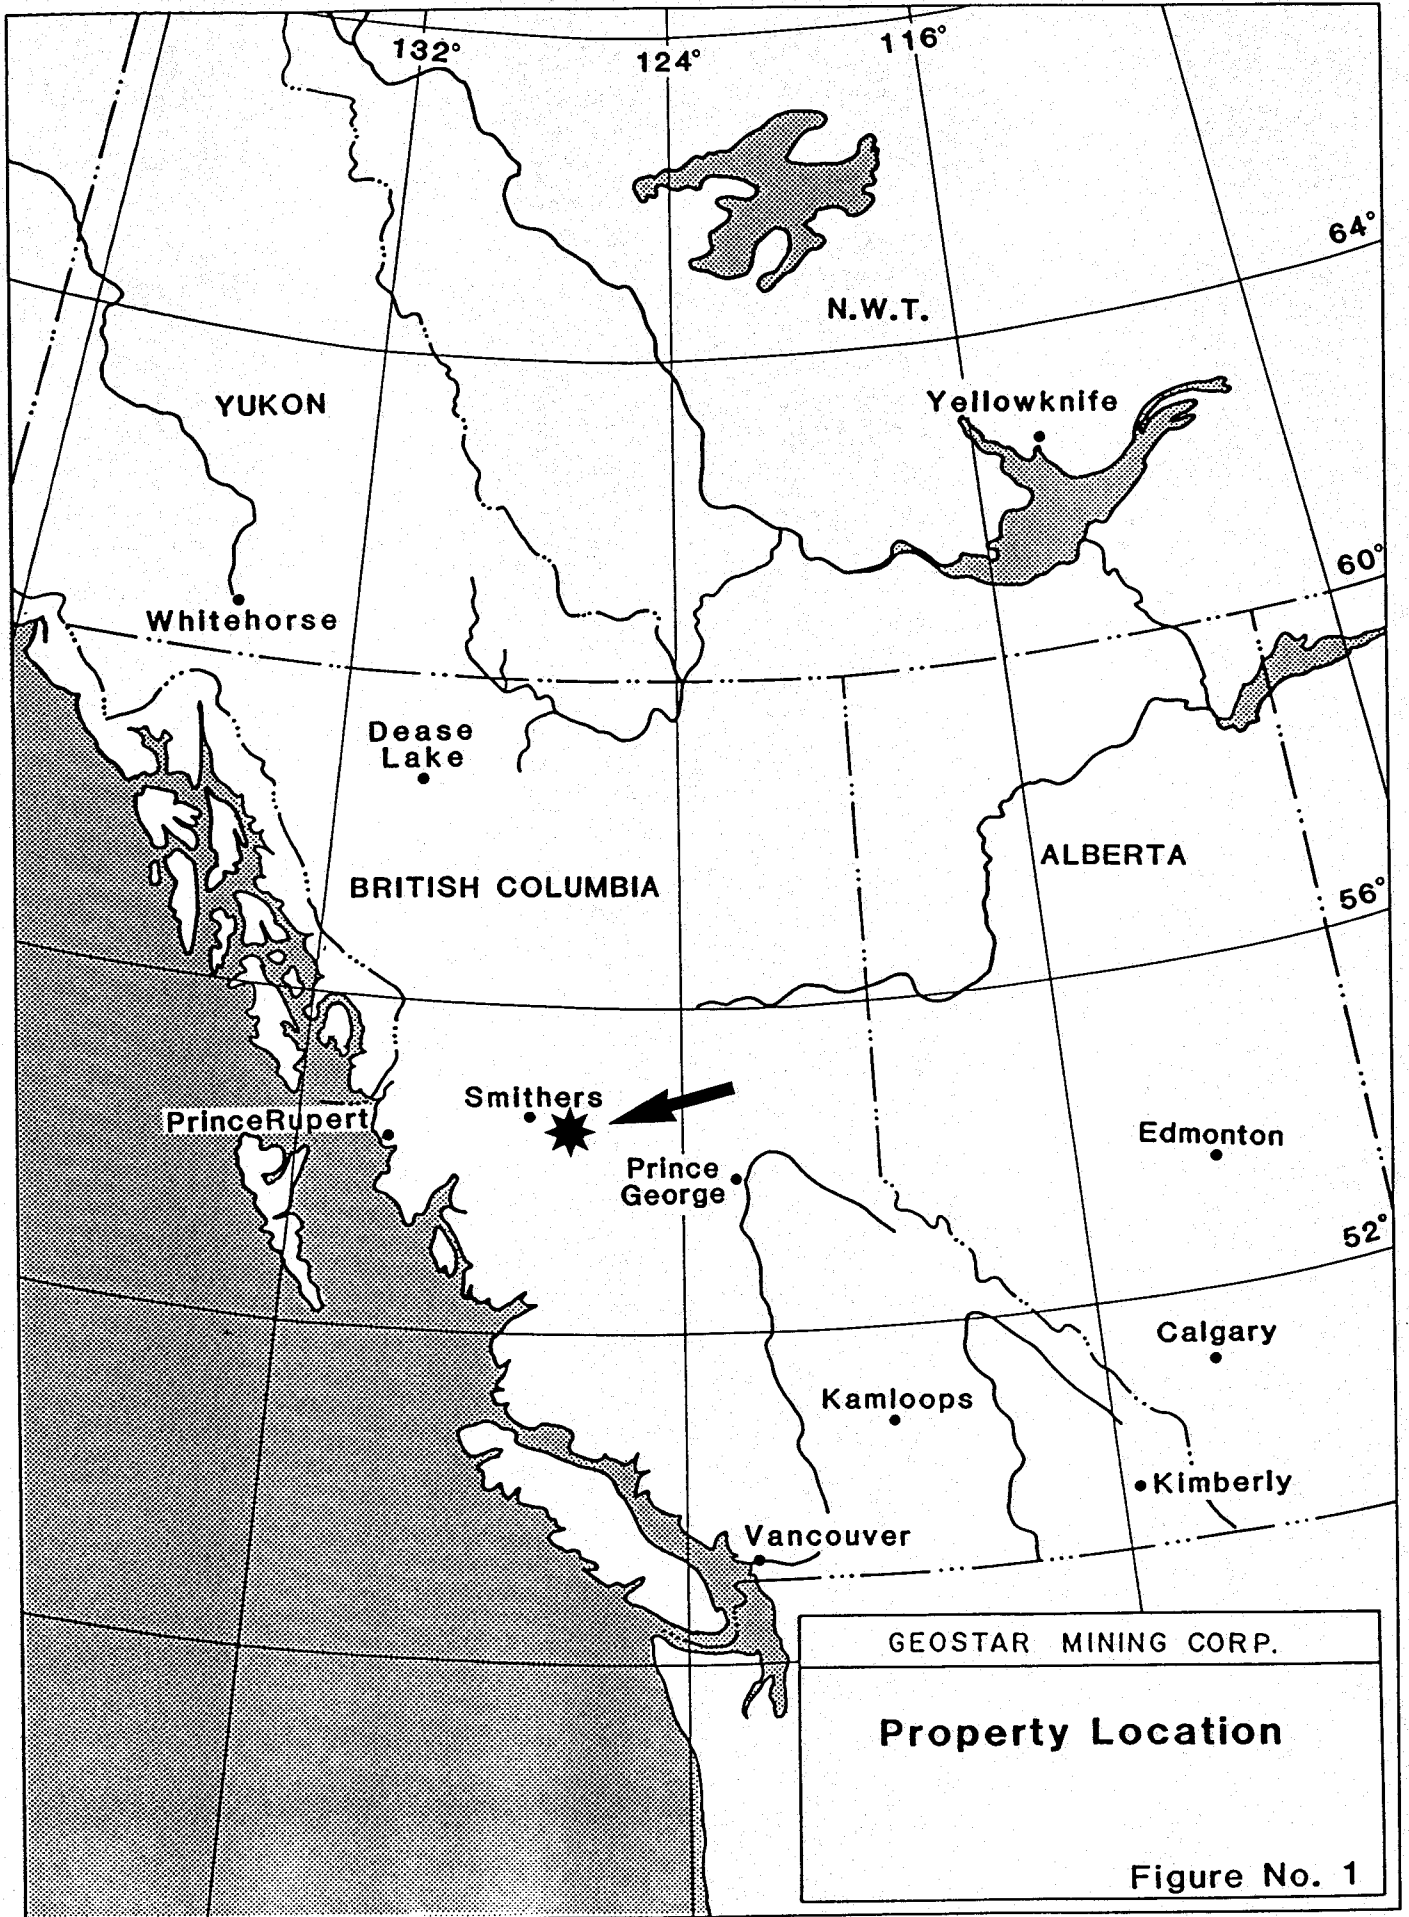 132°
124°
116°
64°
N.W.T.
YUKON
Yellowknife
60°
Whitehorse
Dease
Lake
ALBERTA
BRITISH COLUMBIA
56°
Smithers
PrinceRupert
Edmonton
Prince
George
52°
Calgary
Kamloops
Kimberly
Vancouver
GEOSTAR MINING CORP.
Property Location
Figure No. 1